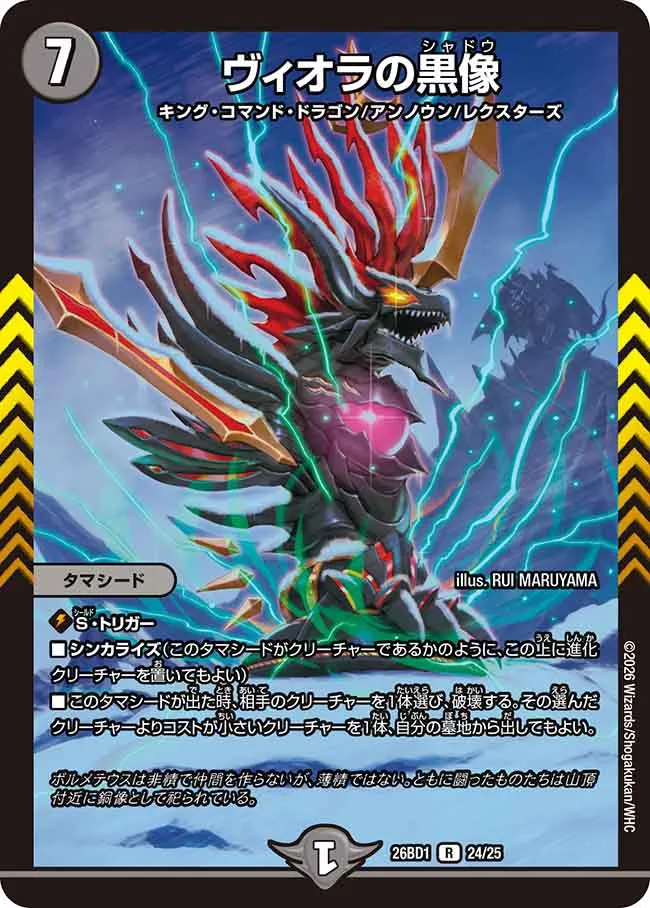 7
シャドウ
ヴィオラの黒像
キング・コマンド・ドラゴン/アンノウン/レクスターズ
タマシード
illus. RUI MARUYAMA
シールド
S・トリガー
■シンカライズ(このタマシードがクリーチャーであるかのように、この上に進化
クリーチャーを置いてもよい)
■このタマシードが出た時、相手のクリーチャーを1体選び、破壊する。その選んだ
クリーチャーよりコストが小さいクリーチャーを1体、自分の墓地から出してもよい。
ボルメテウスは非情で仲間を作らないが、薄情ではない。ともに闘ったものたちは山頂
付近に銅像として祀られている。
1
26BD1 R 24/25
©2026 Wizards/Shogakukan/WHC